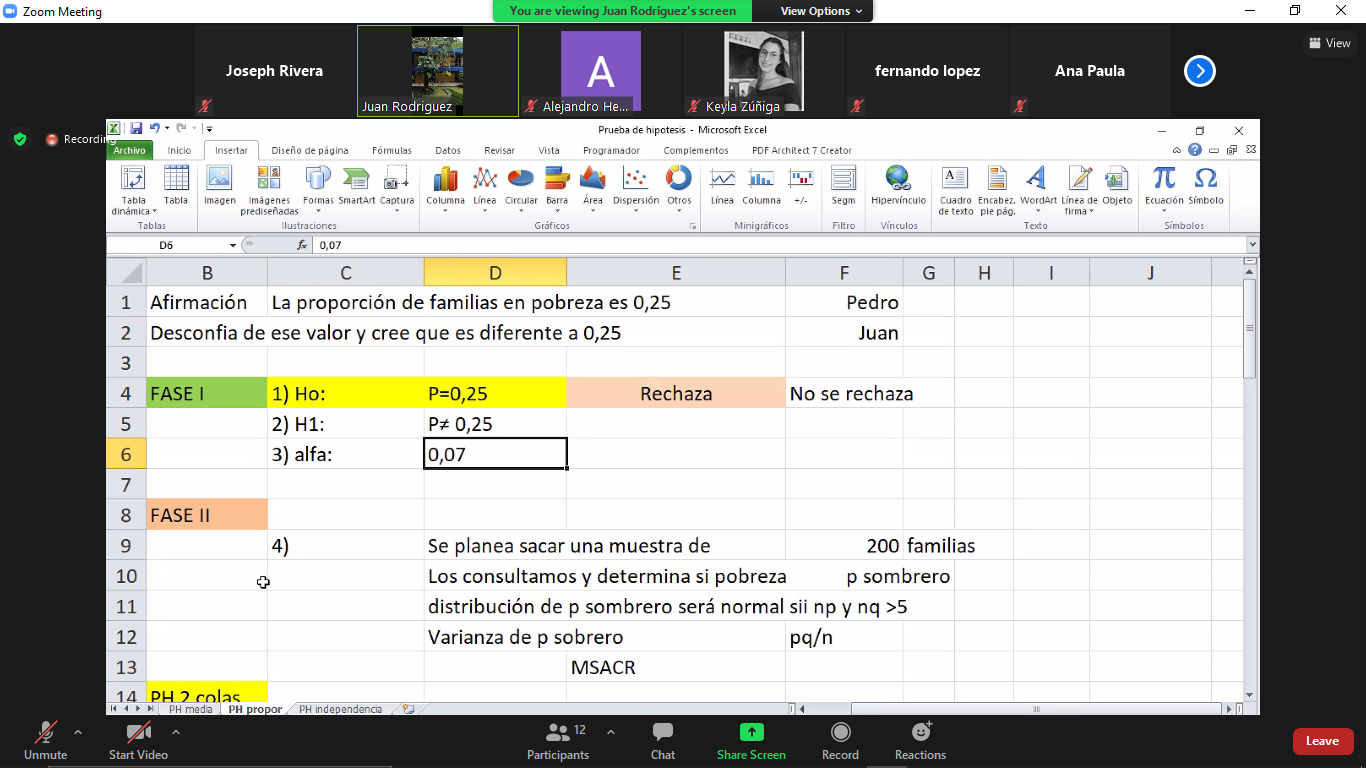 Zoom Meeting
You are viewing Juan Rodriguez's screen
View Options
Joseph Rivera
Juan Rodriguez
A
Alejandro He...
Keyla Zúñiga
fernando lopez
Ana Paula
View
Recording
Prueba de hipotesis - Microsoft Excel
Archivo Inicio Insertar Diseño de página Fórmulas Datos Revisar Vista Programador Complementos PDF Architect 7 Creator
Tabla dinámica Tabla Imagen Imágenes prediseñadas Formas SmartArt Captura Columna Línea Circular Barra Área Dispersión Otros Línea Columna +/- Segm Hipervínculo Cuadro de texto Encabez. pie pág. WordArt Línea de firma Objeto Ecuación Símbolo
Tablas Ilustraciones Gráficos Minigráficos Filtro Vínculos Texto Símbolos
D6 fx 0,07
B C D E F G H I J
1 Afirmación La proporción de familias en pobreza es 0,25 Pedro
2 Desconfia de ese valor y cree que es diferente a 0,25 Juan
3
4 FASE I 1) Ho: P=0,25 Rechaza No se rechaza
5 2) H1: P≠ 0,25
6 3) alfa: 0,07
7
8 FASE II
9 4) Se planea sacar una muestra de 200 familias
10 Los consultamos y determina si pobreza p sombrero
11 distribución de p sombrero será normal sii np y nq >5
12 Varianza de p sobrero pq/n
13 MSACR
14 PH 2 colas
PH media PH propor PH independencia
Unmute Start Video Participants 12 Chat Share Screen Record Reactions Leave